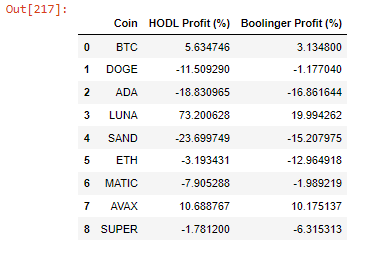 Out[217]:
Coin HODL Profit (%) Boolinger Profit (%)
0 BTC 5.634746 3.134800
1 DOGE -11.509290 -1.177040
2 ADA -18.830965 -16.861644
3 LUNA 73.200628 19.994262
4 SAND -23.699749 -15.207975
5 ETH -3.193431 -12.964918
6 MATIC -7.905288 -1.989219
7 AVAX 10.688767 10.175137
8 SUPER -1.781200 -6.315313